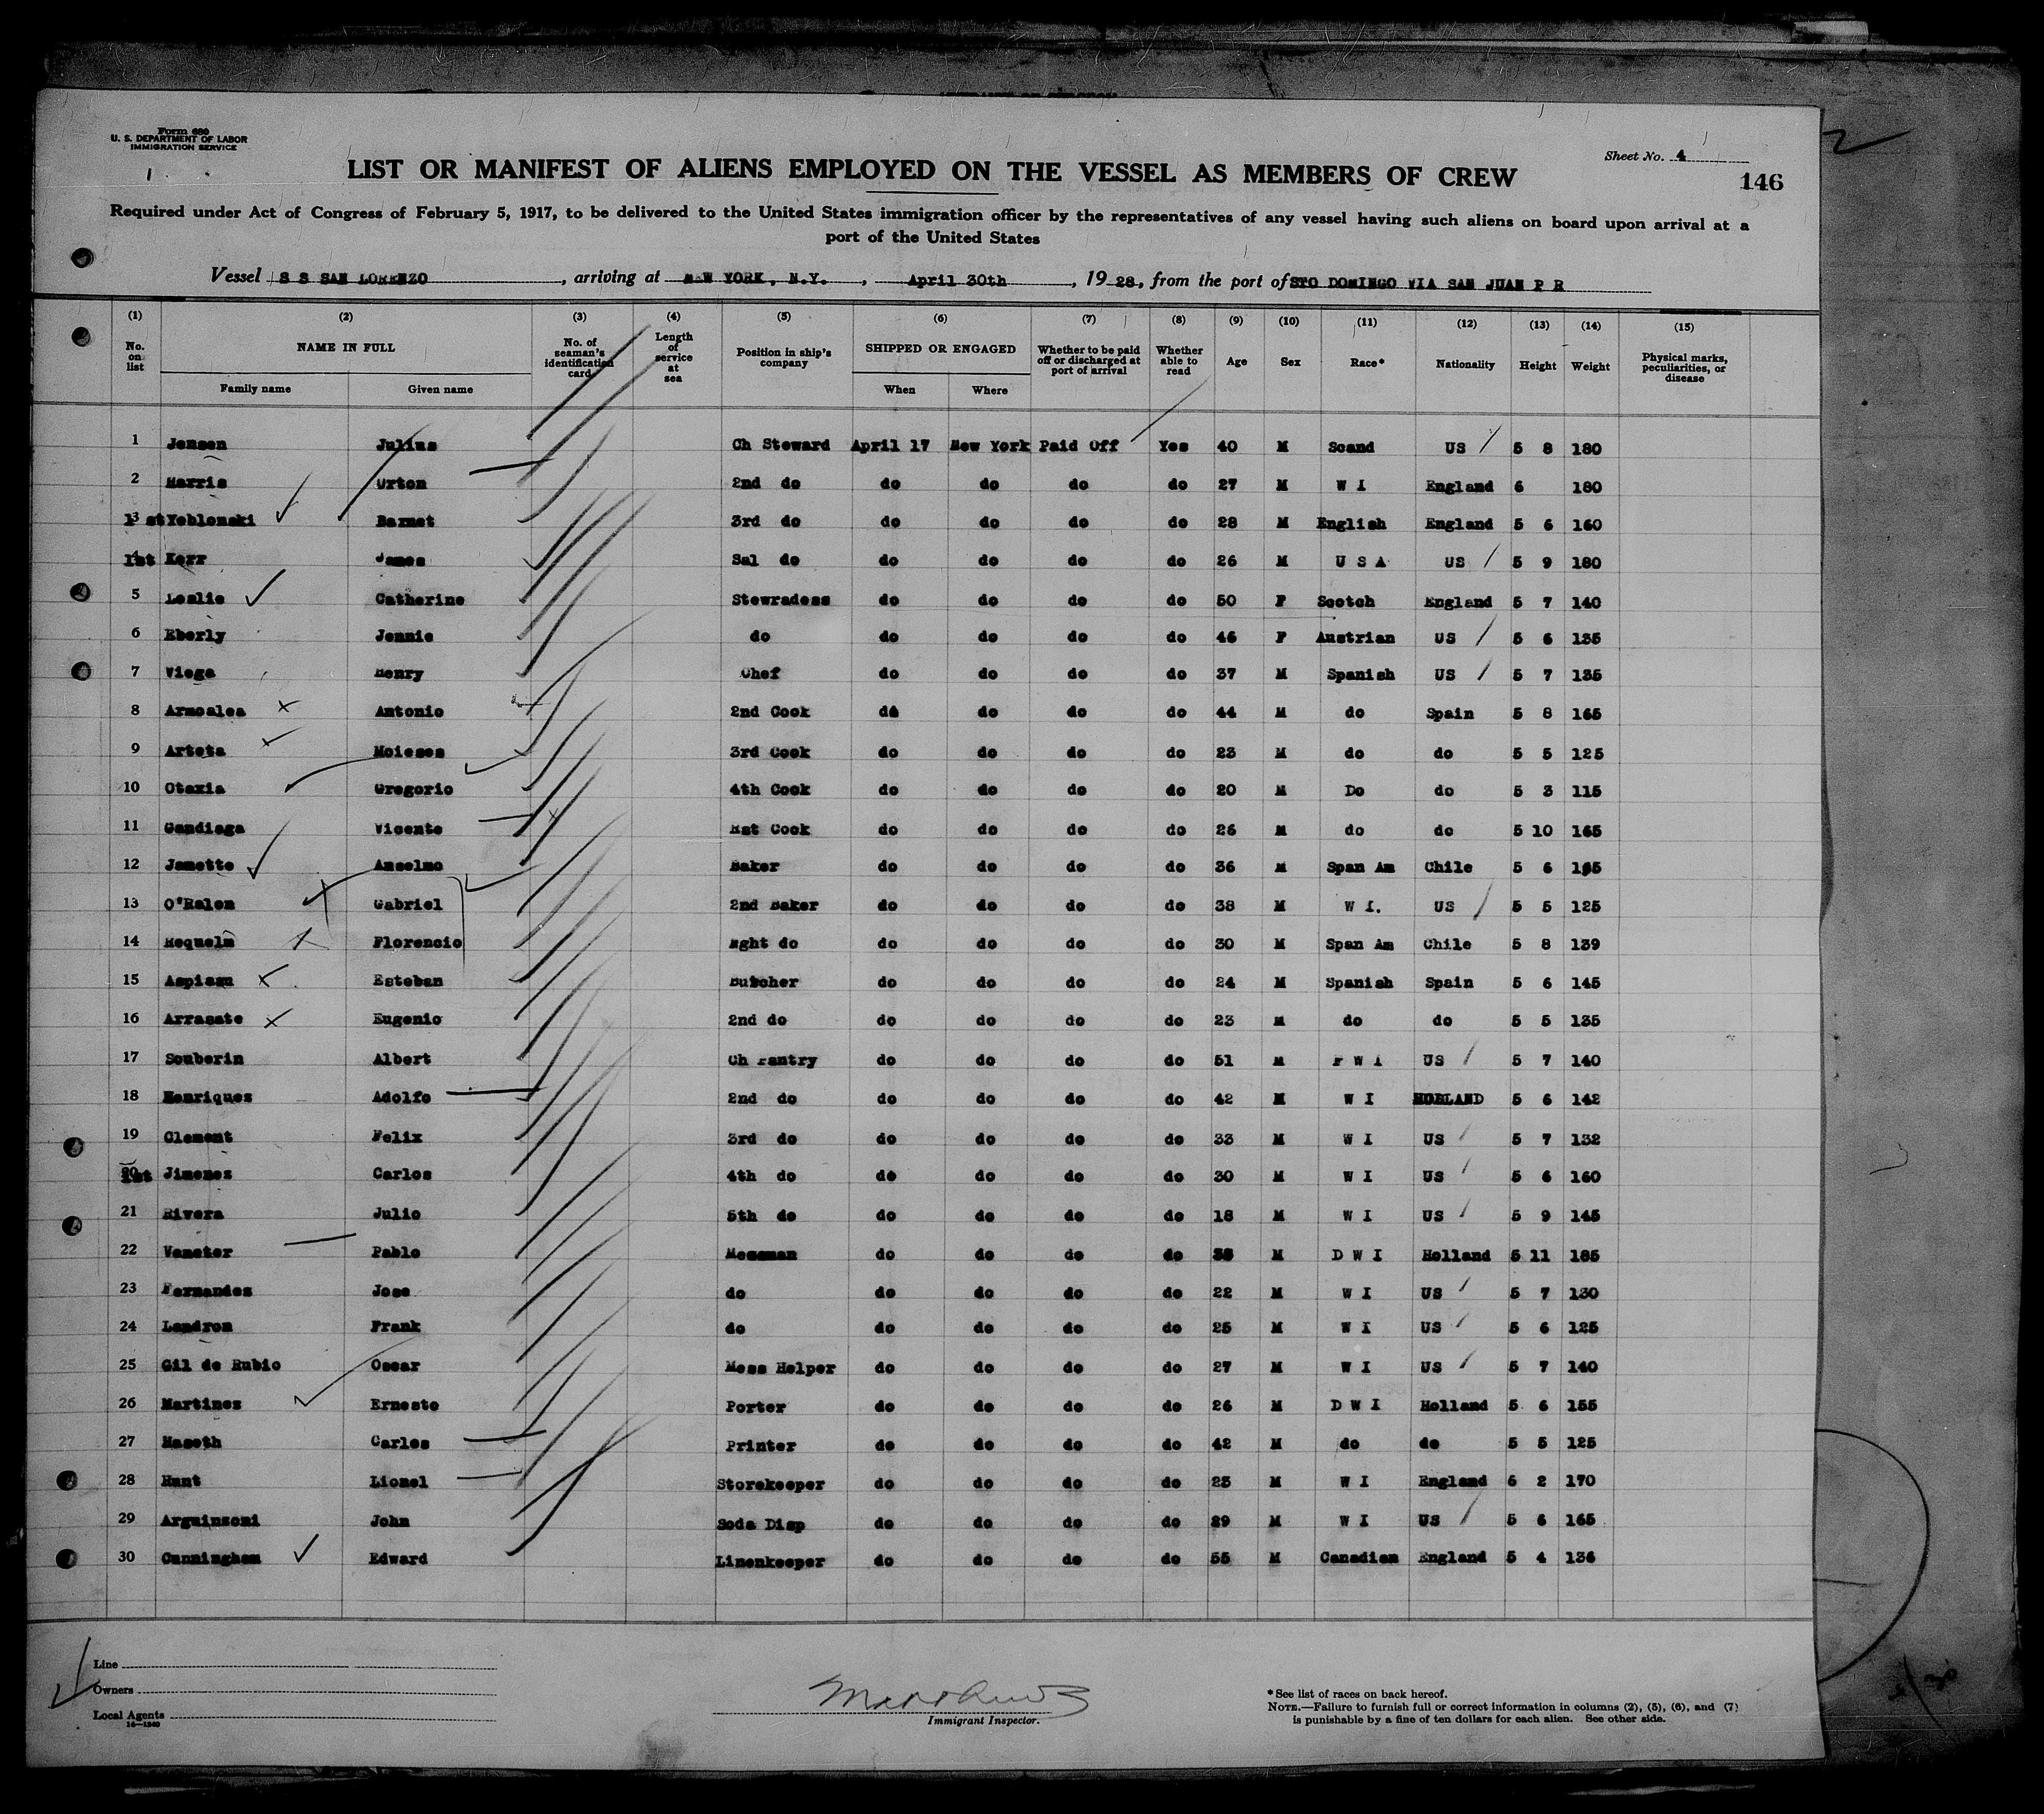 Form 680
U. S. DEPARTMENT OF LABOR
IMMIGRATION SERVICE
Sheet No. 4
LIST OR MANIFEST OF ALIENS EMPLOYED ON THE VESSEL AS MEMBERS OF CREW
146
Required under Act of Congress of February 5, 1917, to be delivered to the United States immigration officer by the representatives of any vessel having such aliens on board upon arrival at a
port of the United States
Vessel S S SAN LORENZO, arriving at NEW YORK, N.Y., April 30th, 1928, from the port of STO DOMINGO VIA SAN JUAN P R
(1) (2) (3) (4) (5) (6) (7) (8) (9) (10) (11) (12) (13) (14) (15)
No. on list NAME IN FULL Family name Given name No. of seaman's identification card Length of service at sea Position in ship's company SHIPPED OR ENGAGED When Where Whether to be paid off or discharged at port of arrival Whether able to read Age Sex Race* Nationality Height Weight Physical marks, peculiarities, or disease
1 Jensen Julius Ch Steward April 17 New York Paid Off Yes 40 M Scand US 5 8 180
2 Harris Orton 2nd do do do do do 27 M W I England 6 180
3 1st Yoblonski Barnet 3rd do do do do do 28 M English England 5 6 160
1st Kerr James Sal do do do do do 26 M U S A US 5 9 180
5 Leslie Catherine Stewradess do do do do 50 F Scotch England 5 7 140
6 Eberly Jennie do do do do do 46 F Austrian US 5 6 135
7 Viega Henry Chef do do do do 37 M Spanish US 5 7 135
8 Armoalea Antonio 2nd Cook do do do do 44 M do Spain 5 8 165
9 Arteta Moieses 3rd Cook do do do do 23 M do do 5 5 125
10 Otaxia Gregorio 4th Cook do do do do 20 M Do do 5 3 115
11 Gandiaga Vicente Cook do do do do 26 M do do 5 10 165
12 Jamette Anselmo Baker do do do do 36 M Span Am Chile 5 6
13 Gabriel 2nd Baker do do do do 38 M W I. US 5 5 125
14 Requelm Florencio Nght do do do do do 30 M Span Am Chile 5 8 139
15 Aspiazu Esteban Butcher do do do do 24 M Spanish Spain 5 6 145
16 Arrasate Eugenio 2nd do do do do do 23 M do do 5 5 135
17 Souberin Albert Ch Pantry do do do do 51 M F W I US 5 7 140
18 Henriques Adolfo 2nd do do do do do 42 M W I HOLLAND 5 6 142
19 Clement Felix 3rd do do do do do 33 M W I US 5 7 132
20 1st Jimenez Carlos 4th do do do do do 30 M W I US 5 6 160
21 Rivera Julio 5th do do do do do 18 M W I US 5 9 145
22 Vameter Pablo Messman do do do do M D W I Holland 5 11 185
23 Fernandes Jose do do do do do 22 M W I US 5 7 130
24 Landron Frank do do do do do 25 M W I US 5 6 125
25 Gil de Rubio Oscar Mess Helper do do do do 27 M W I US 5 7 140
26 Martinez Ernesto Porter do do do do 26 M D W I Holland 5 6 155
27 Maseth Carlos Printer do do do do 42 M do do 5 5 125
28 Hunt Lionel Storekeeper do do do do 23 M W I England 6 2 170
29 Arguinsoni John Soda Disp do do do do 29 M W I US 5 6 165
30 Cunningham Edward Linenkeeper do do do do 55 M Canadian England 5 4 136
Line
Owners
Local Agents
16—1240
Immigrant Inspector.
* See list of races on back hereof.
NOTE.—Failure to furnish full or correct information in columns (2), (5), (6), and (7)
is punishable by a fine of ten dollars for each alien. See other side.